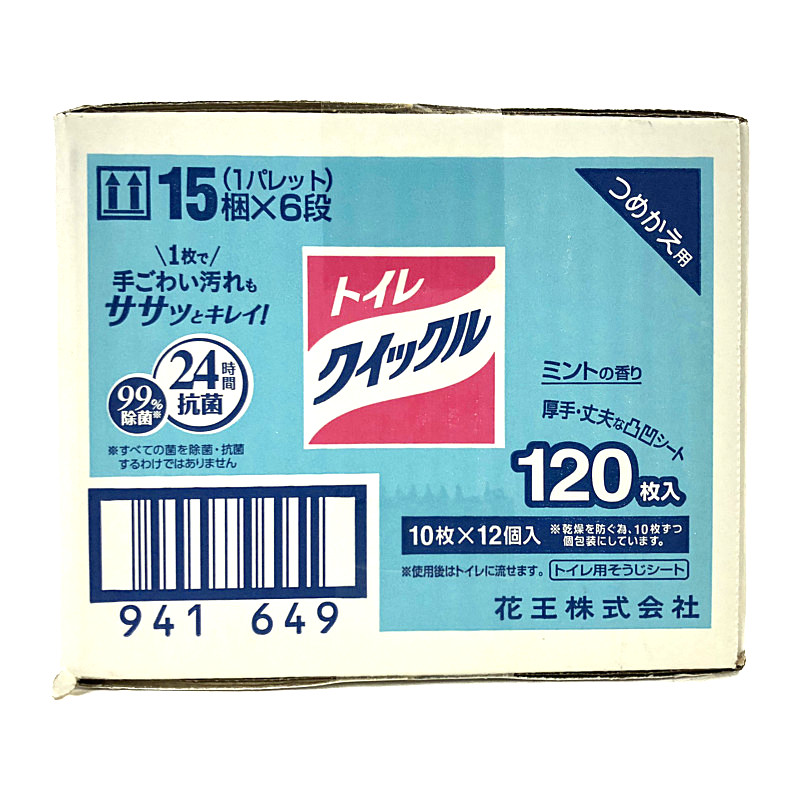 15(1パレット)
梱×6段
つめかえ用
1枚で
手ごわい汚れも
ササッとキレイ!
トイレ
クイックル
99%
除菌※
24時間
抗菌
※すべての菌を除菌・抗菌
するわけではありません
ミントの香り
厚手・丈夫な凸凹シート
120枚入
10枚×12個入
※乾燥を防ぐ為、10枚ずつ
個包装にしています。
※使用後はトイレに流せます。
トイレ用そうじシート
花王株式会社
941 649